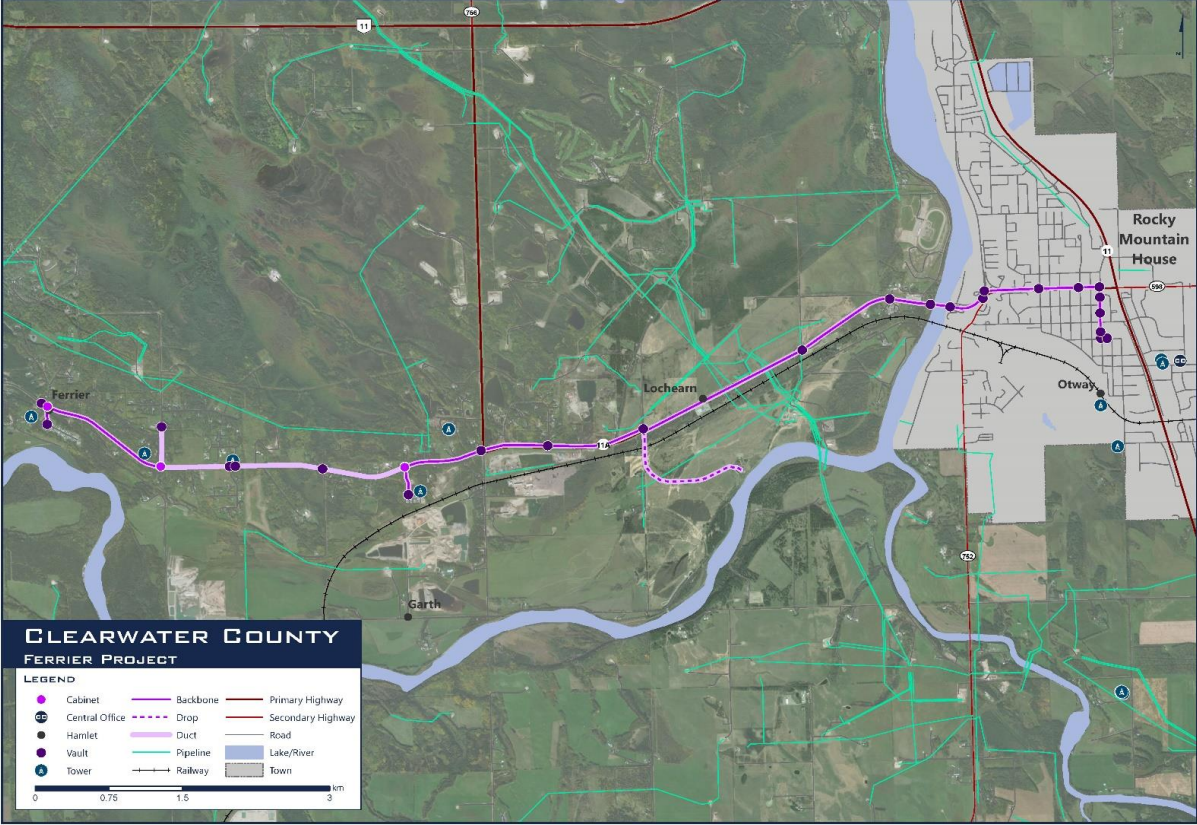 766
11
Rocky
Mountain
House
11
598
Lochearn
Otway
Ferrier
11A
752
Garth
CLEARWATER COUNTY
FERRIER PROJECT
LEGEND
Cabinet
Backbone
Primary Highway
CO
Central Office
Drop
Secondary Highway
Hamlet
Duct
Road
Vault
Pipeline
Lake/River
Tower
Railway
Town
0
0.75
1.5
3
km